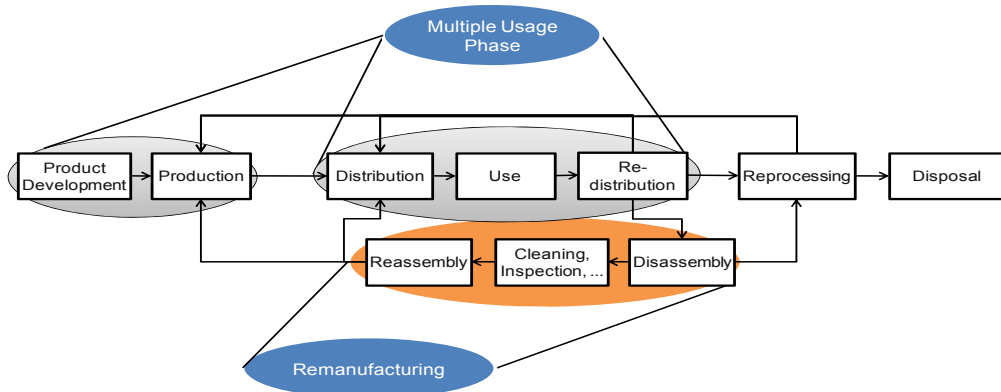 Multiple Usage
Phase
Product
Development
Production
Distribution
Use
Re-
distribution
Reprocessing
Disposal
Reassembly
Cleaning,
Inspection, ...
Disassembly
Remanufacturing